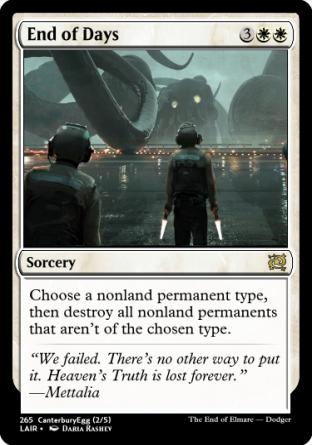 End of Days 3
Sorcery
Choose a nonland permanent type,
then destroy all nonland permanents
that aren't of the chosen type.
“We failed. There's no other way to put
it. Heaven's Truth is lost forever.”
—Mettalia
265 CanterburyEgg (2/5) The End of Elmare — Dodger
LAIR • Daria Rashev